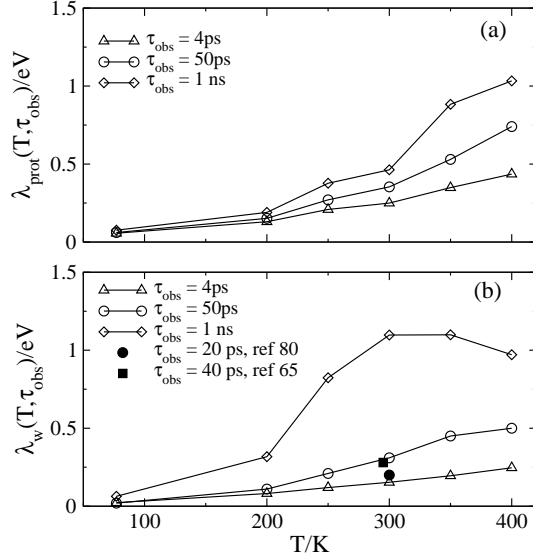 (a)
τobs = 4ps
τobs = 50ps
τobs = 1 ns
1.5
1
0.5
0
λprot(T,τobs)/eV
(b)
τobs = 4ps
τobs = 50ps
τobs = 1 ns
τobs = 20 ps, ref 80
τobs = 40 ps, ref 65
1.5
1
0.5
0
λw(T,τobs)/eV
100 200 300 400
T/K